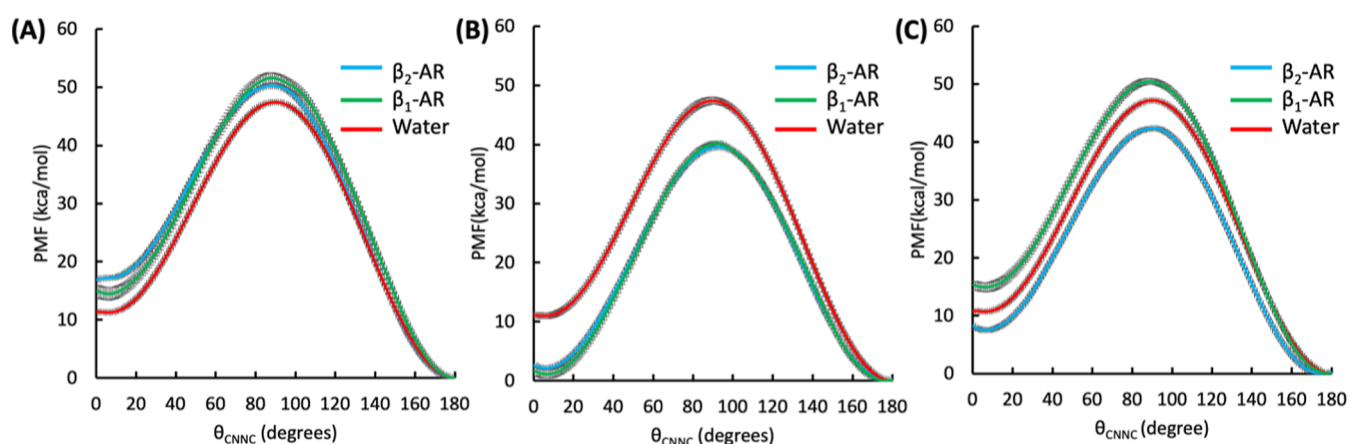 (A)
60
50
40
30
20
10
0
PMF (kcal/mol)
0 20 40 60 80 100 120 140 160 180
θCNNC (degrees)
β2-AR
β1-AR
Water
(B)
60
50
40
30
20
10
0
PMF(kca/mol)
0 20 40 60 80 100 120 140 160 180
θCNNC (degrees)
β2-AR
β1-AR
Water
(C)
60
50
40
30
20
10
0
PMF(kcal/mol)
0 20 40 60 80 100 120 140 160 180
θCNNC (degrees)
β2-AR
β1-AR
Water